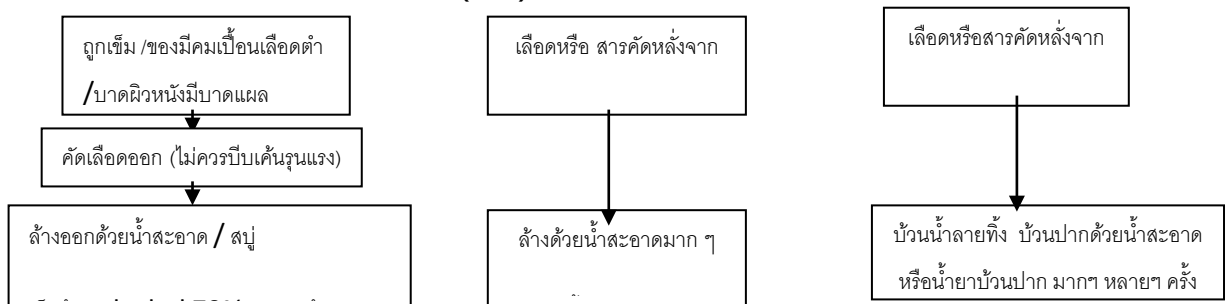 ถูกเข็ม /ของมีคมเปื้อนเลือดตำ
/บาดผิวหนังมีบาดแผล
คัดเลือดออก (ไม่ควรบีบเค้นรุนแรง)
ล้างออกด้วยน้ำสะอาด / สบู่
เลือดหรือ สารคัดหลั่งจาก
ล้างด้วยน้ำสะอาดมาก ๆ
เลือดหรือสารคัดหลั่งจาก
บ้วนน้ำลายทิ้ง บ้วนปากด้วยน้ำสะอาด
หรือน้ำยาบ้วนปาก มากๆ หลายๆ ครั้ง